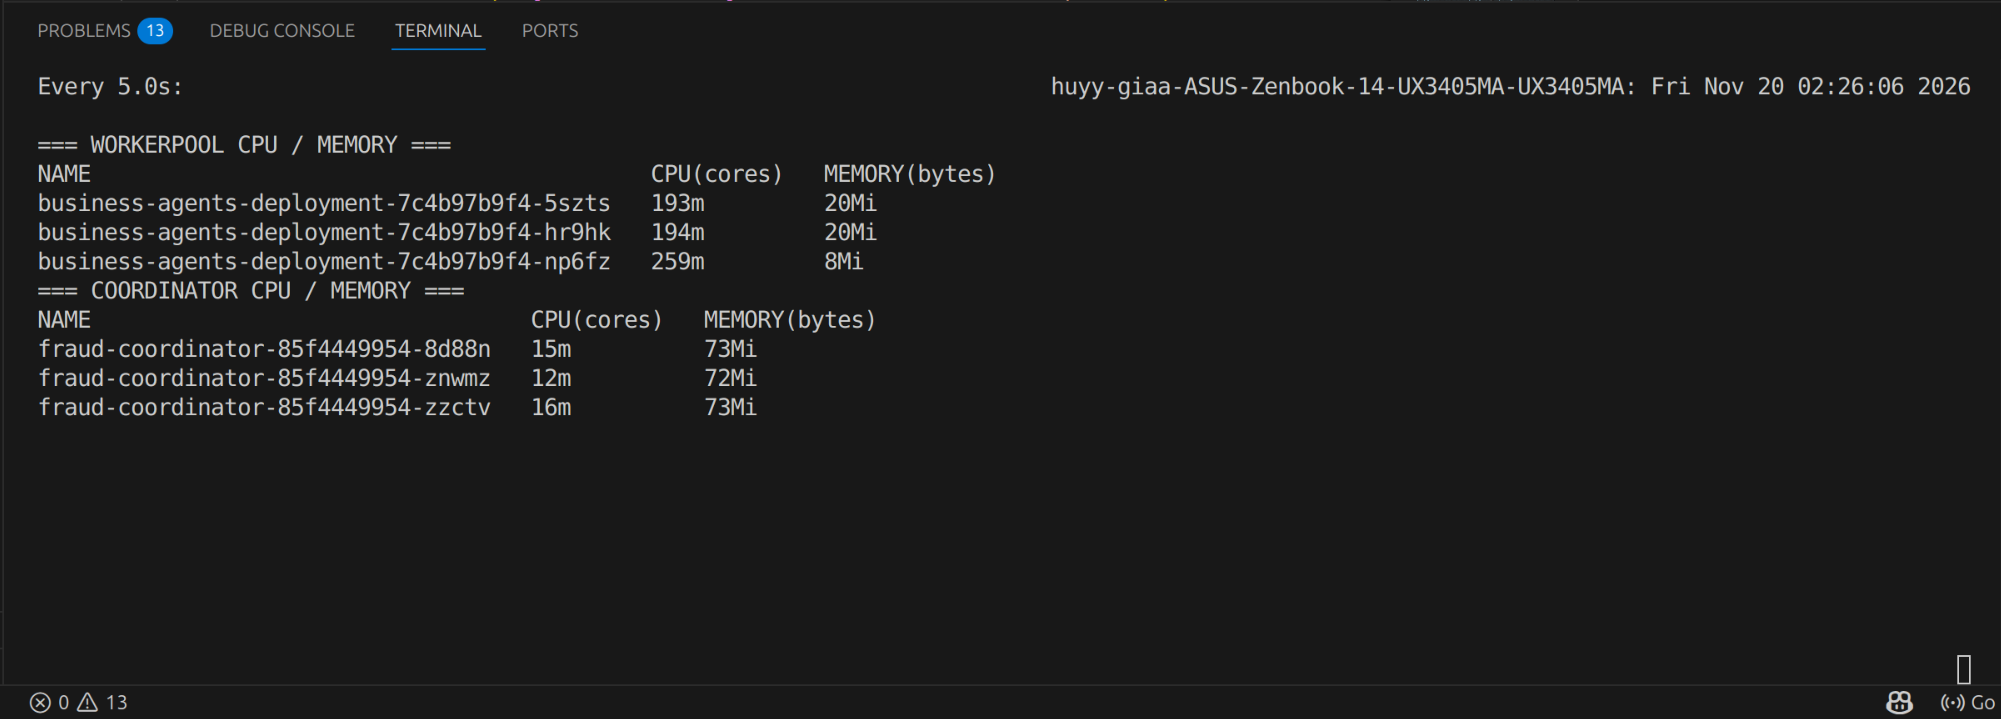 PROBLEMS 13 DEBUG CONSOLE TERMINAL PORTS
Every 5.0s: huyy-giaa-ASUS-Zenbook-14-UX3405MA-UX3405MA: Fri Nov 20 02:26:06 2026
=== WORKERPOOL CPU / MEMORY ===
NAME CPU(cores) MEMORY(bytes)
business-agents-deployment-7c4b97b9f4-5szts 193m 20Mi
business-agents-deployment-7c4b97b9f4-hr9hk 194m 20Mi
business-agents-deployment-7c4b97b9f4-np6fz 259m 8Mi
=== COORDINATOR CPU / MEMORY ===
NAME CPU(cores) MEMORY(bytes)
fraud-coordinator-85f4449954-8d88n 15m 73Mi
fraud-coordinator-85f4449954-znwmz 12m 72Mi
fraud-coordinator-85f4449954-zzctv 16m 73Mi
0 13 Go